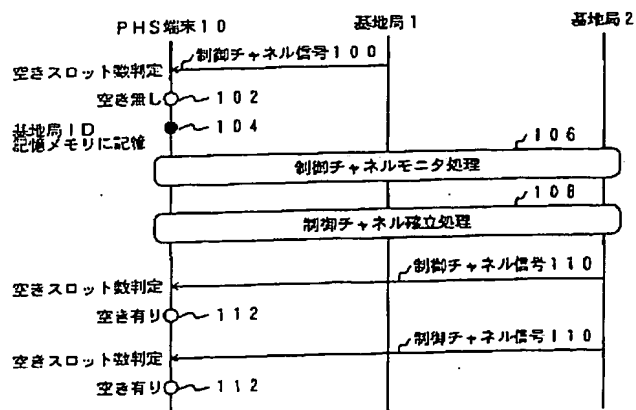 PHS端末10 基地局1 基地局2
制御チャネル信号100
空きスロット数判定
空き無し 102
基地局ID 104
記憶メモリに記憶
106
制御チャネルモニタ処理
108
制御チャネル確立処理
制御チャネル信号110
空きスロット数判定
空き有り 112
制御チャネル信号110
空きスロット数判定
空き有り 112